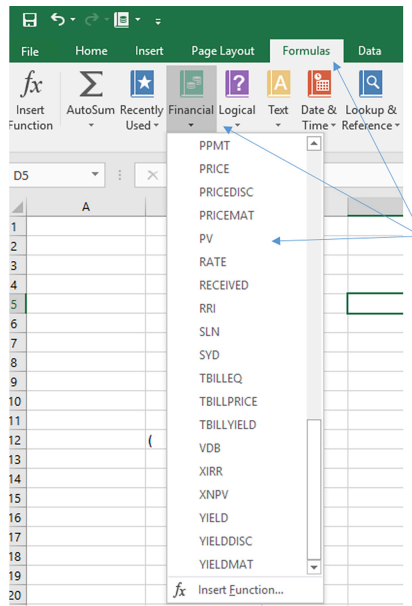 File Home Insert Page Layout Formulas Data
Insert Function
AutoSum
Recently Used
Financial
Logical
Text
Date & Time
Lookup & Reference
D5
A
1
2
3
4
5
6
7
8
9
10
11
12 (
13
14
15
16
17
18
19
20
PPMT
PRICE
PRICEDISC
PRICEMAT
PV
RATE
RECEIVED
RRI
SLN
SYD
TBILLEQ
TBILLPRICE
TBILLYIELD
VDB
XIRR
XNPV
YIELD
YIELDDISC
YIELDMAT
fx Insert Function...